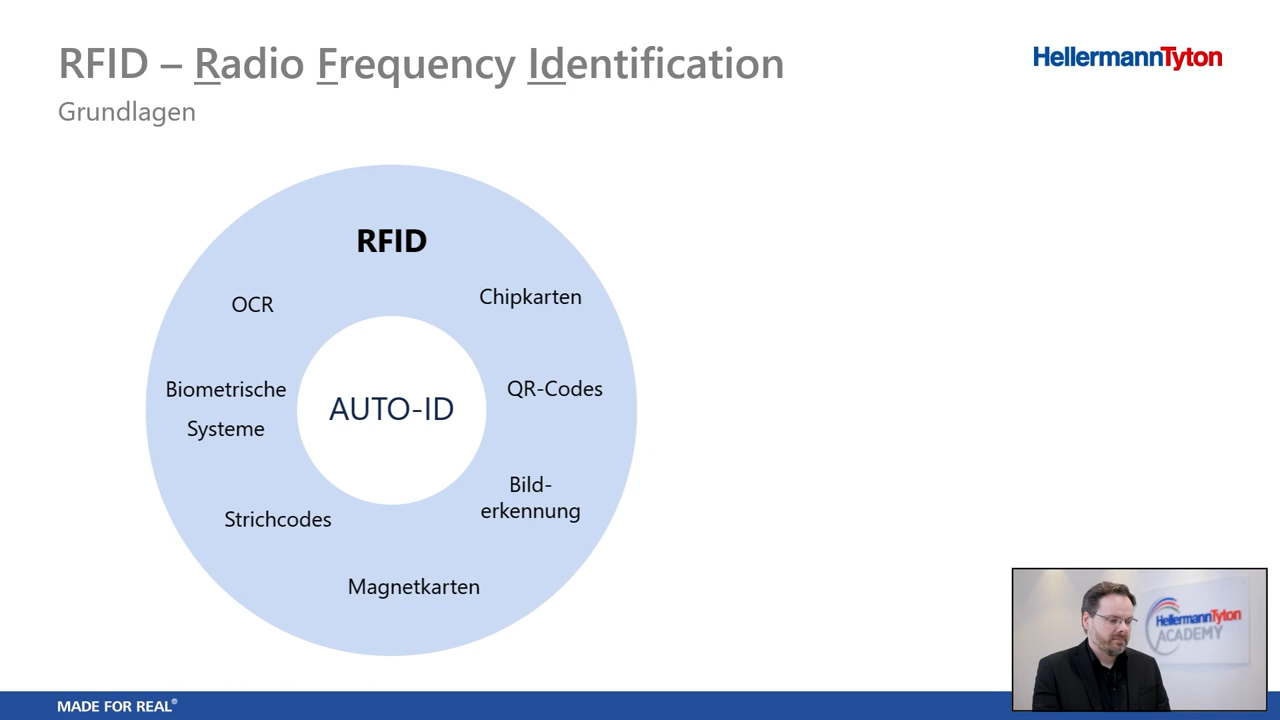 RFID – Radio Frequency Identification
HellermannTyton
Grundlagen
RFID
OCR
Chipkarten
Biometrische
Systeme
AUTO-ID
QR-Codes
Bild-
erkennung
Strichcodes
Magnetkarten
HellermannTyton
ACADEMY
MADE FOR REAL®